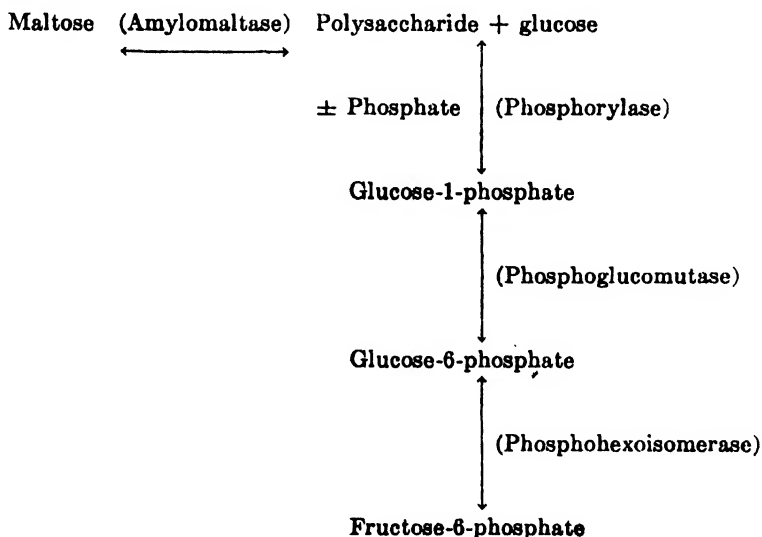 Maltose (Amylomaltase) Polysaccharide + glucose
± Phosphate (Phosphorylase)
Glucose-1-phosphate
(Phosphoglucomutase)
Glucose-6-phosphate
(Phosphohexoisomerase)
Fructose-6-phosphate